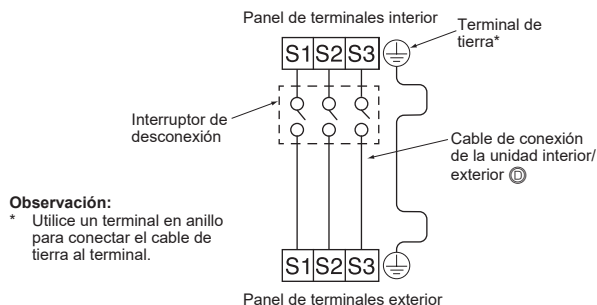 Panel de terminales interior
Terminal de
tierra*
S1 S2 S3
Interruptor de
desconexión
Cable de conexión
de la unidad interior/
exterior Ⓓ
Observación:
* Utilice un terminal en anillo
para conectar el cable de
tierra al terminal.
S1 S2 S3
Panel de terminales exterior